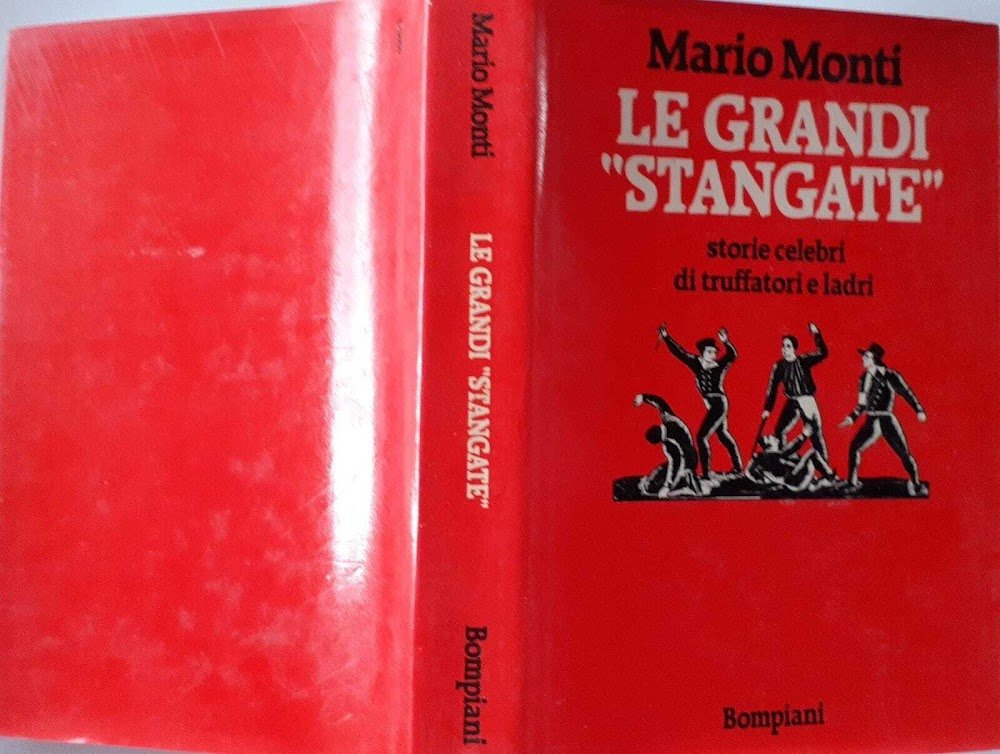 Mario Monti
LE GRANDI "STANGATE"
Bompiani
Mario Monti
LE GRANDI
"STANGATE"
storie celebri
di truffatori e ladri
Bompiani